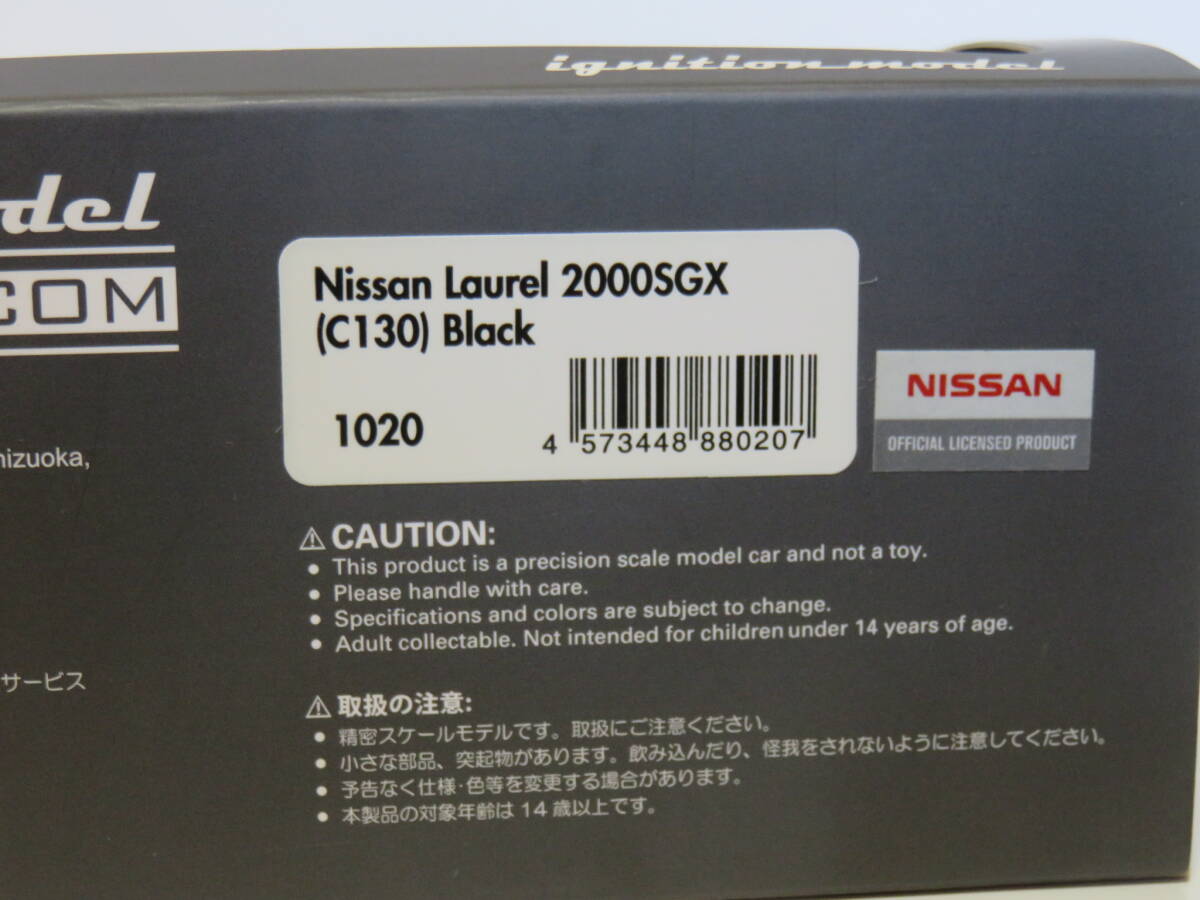 ignition model
del
COM
Nissan Laurel 2000SGX
(C130) Black
1020
4 573448 880207
NISSAN
OFFICIAL LICENSED PRODUCT
hizuoka,
サービス
⚠ CAUTION:
● This product is a precision scale model car and not a toy.
● Please handle with care.
● Specifications and colors are subject to change.
● Adult collectable. Not intended for children under 14 years of age.
⚠ 取扱の注意:
● 精密スケールモデルです。取扱にご注意ください。
● 小さな部品、突起物があります。飲み込んだり、怪我をされないように注意してください。
● 予告なく仕様·色等を変更する場合があります。
● 本製品の対象年齢は14歳以上です。